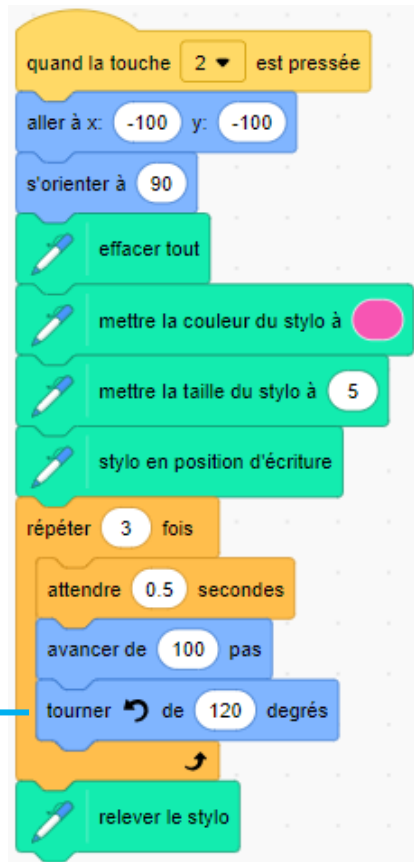 quand la touche 2 est pressée
aller à x: -100 y: -100
s'orienter à 90
effacer tout
mettre la couleur du stylo à
mettre la taille du stylo à 5
stylo en position d'écriture
répéter 3 fois
attendre 0.5 secondes
avancer de 100 pas
tourner de 120 degrés
relever le stylo